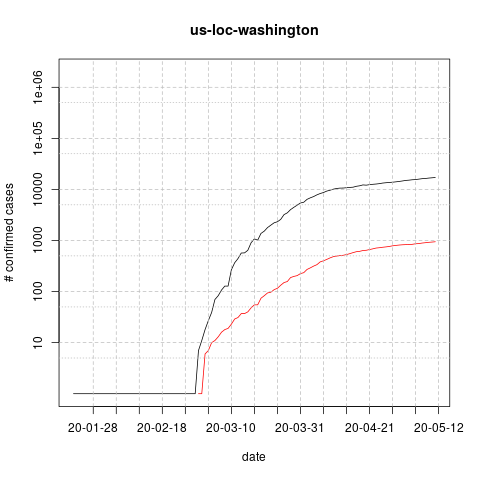 us-loc-washington
# confirmed cases
1e+06
1e+05
10000
1000
100
10
20-01-28 20-02-18 20-03-10 20-03-31 20-04-21 20-05-12
date